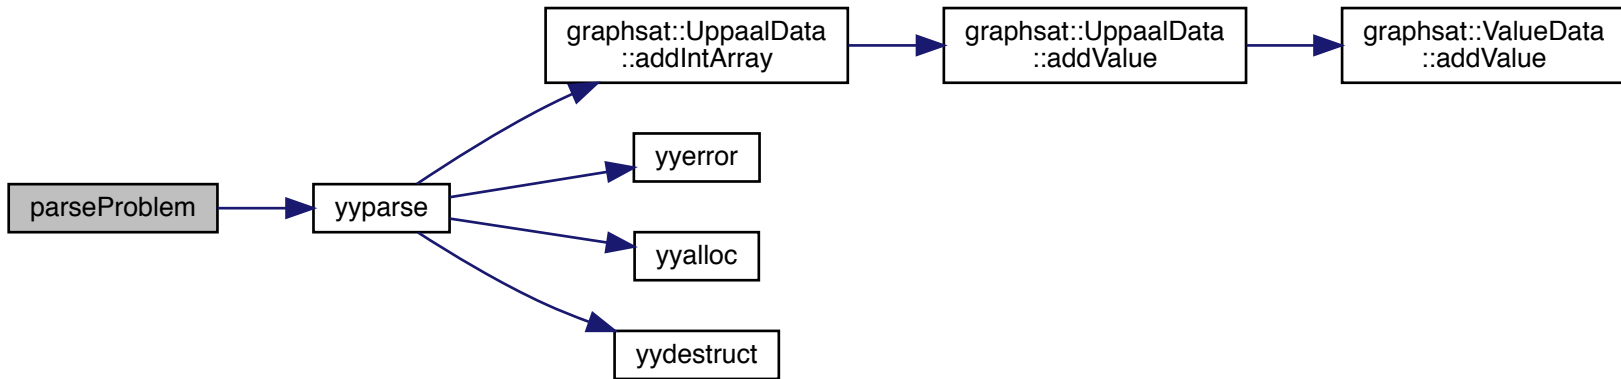 parseProblem
yyparse
graphsat::UppaalData
::addIntArray
graphsat::UppaalData
::addValue
graphsat::ValueData
::addValue
yyerror
yyalloc
yydestruct